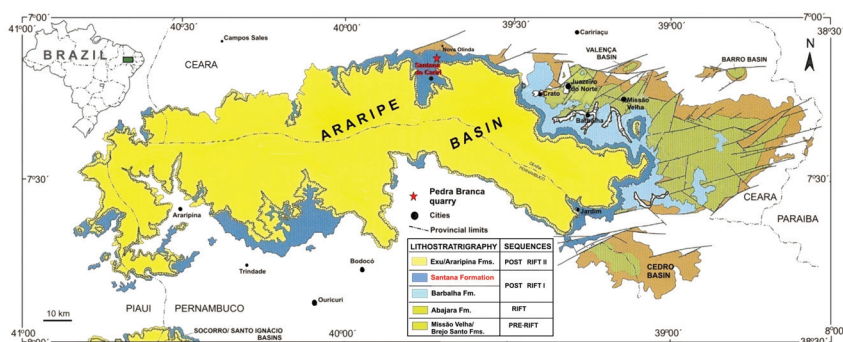 41°00'
40°00'
39°30'
39°00'
38°30'
7°00'
7°00'
BRAZIL
Campos Sales
CEARA
Nova Olinda
Santana
do Cariri
Caririaçu
VALENÇA
BASIN
BARRO BASIN
N
Juazeiro
do Norte
Crato
Missão
Velha
Barbalha
ARARIPE
BASIN
CEARA
PERNAMBUCO
7°30'
7°30'
Araripina
Jardim
CEARA
PARAIBA
Pedra Branca
quarry
Cities
Provincial limits
LITHOSTRATIGRAPHY SEQUENCES
Exu/Araripina Fms. POST RIFT II
Santana Formation
POST RIFT I
Barbalha Fm.
Abajara Fm. RIFT
Missão Velha/
Brejo Santo Fms. PRE-RIFT
Trindade
Bodocó
Ouricuri
CEDRO
BASIN
10 km
PIAUI
PERNAMBUCO
SOCORRO/ SANTO IGNÁCIO
BASINS
8°00'
41°00'
40°00'
39°00'
38°30'
8°00'